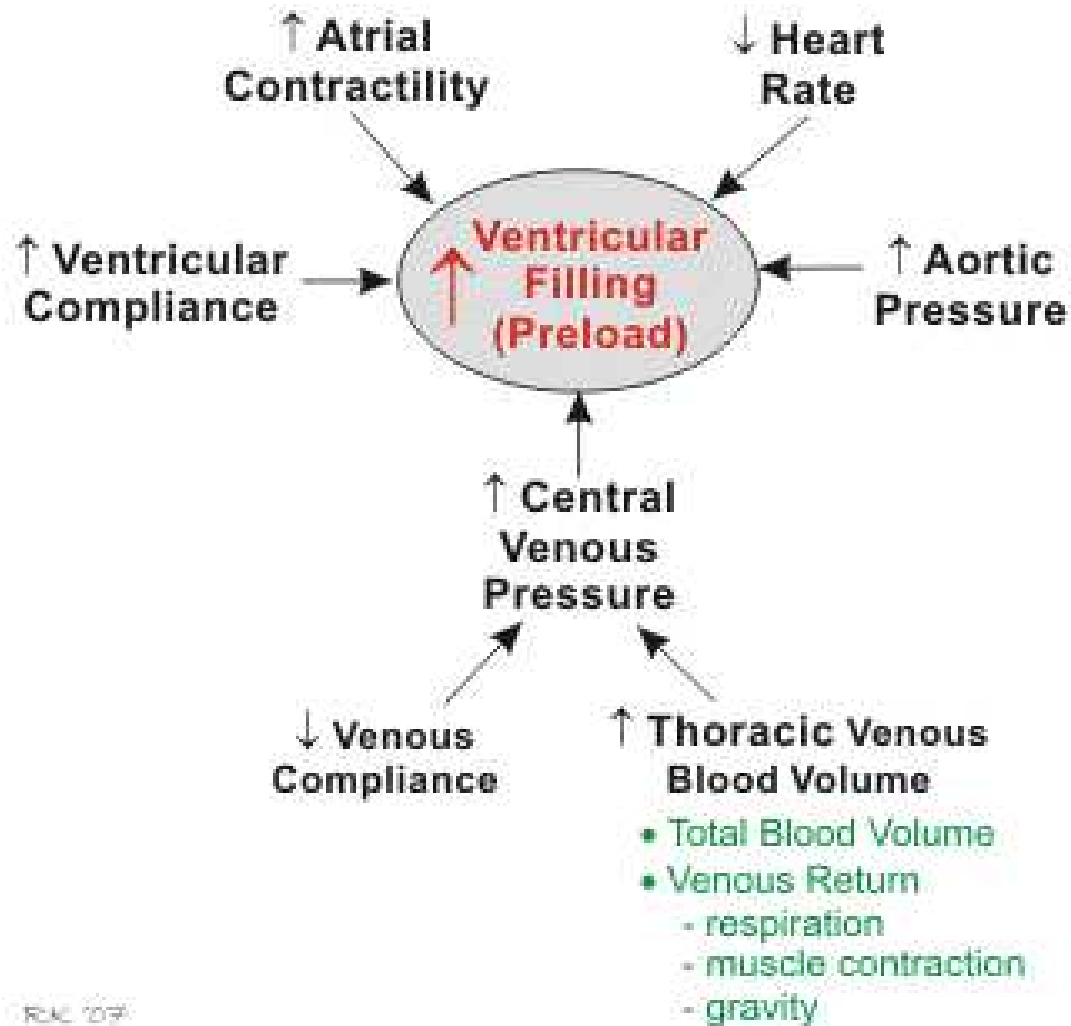 ↑ Atrial
Contractility
↓ Heart
Rate
↑ Ventricular
Compliance
↑ Ventricular
Filling
(Preload)
↑ Aortic
Pressure
↑ Central
Venous
Pressure
↓ Venous
Compliance
↑ Thoracic Venous
Blood Volume
• Total Blood Volume
• Venous Return
- respiration
- muscle contraction
- gravity